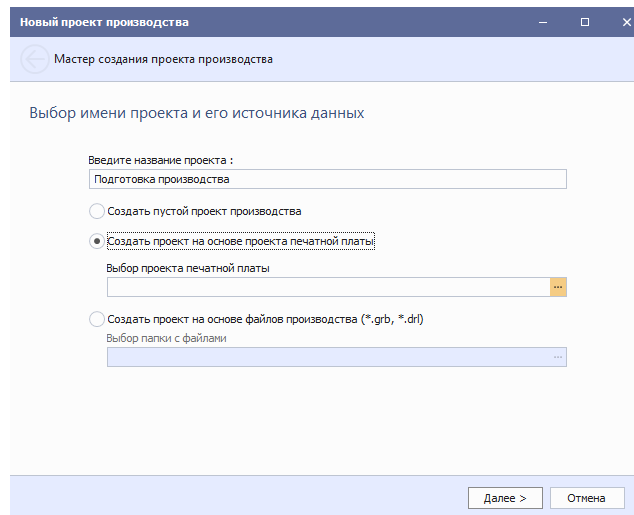 Новый проект производства
Мастер создания проекта производства
Выбор имени проекта и его источника данных
Введите название проекта :
Подготовка производства
Создать пустой проект производства
Создать проект на основе проекта печатной платы
Выбор проекта печатной платы
...
Создать проект на основе файлов производства (*.grb, *.drl)
Выбор папки с файлами
...
Далее >
Отмена